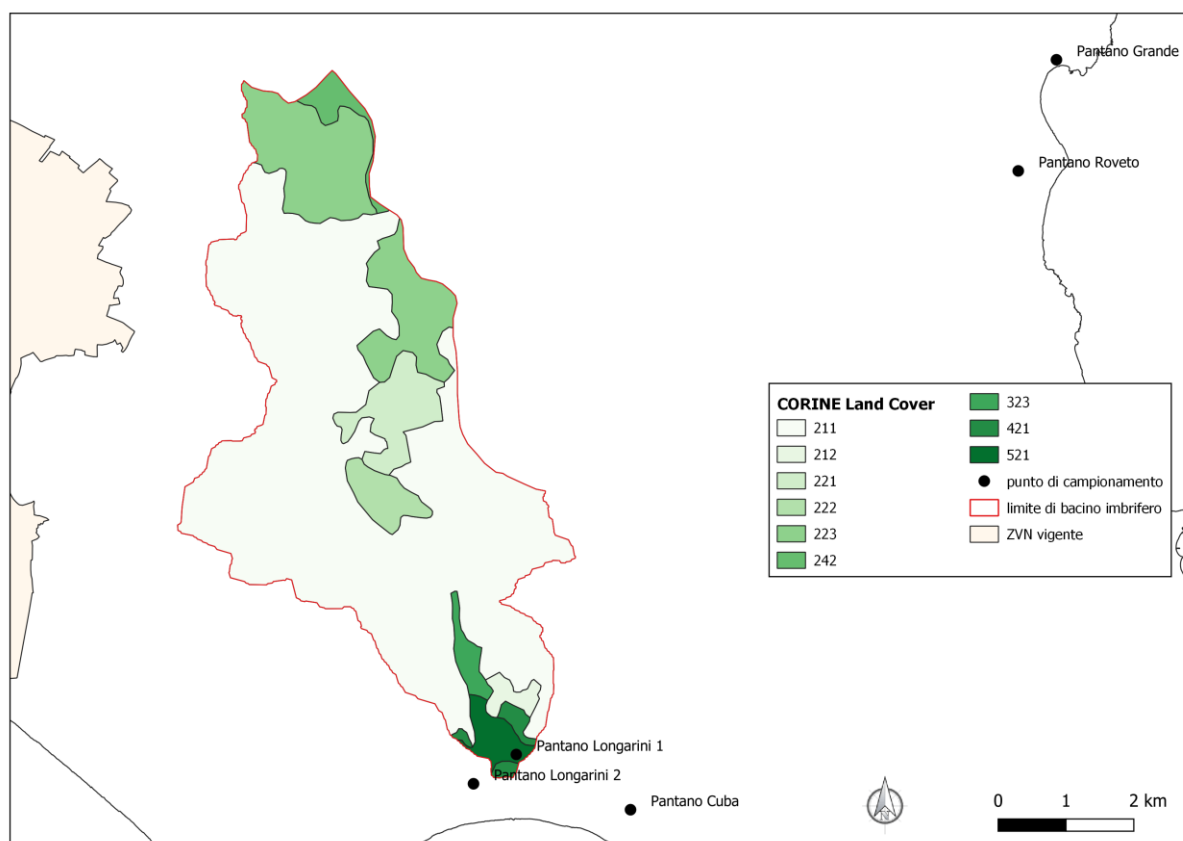 Pantano Grande
Pantano Roveto
CORINE Land Cover
211
212
221
222
223
242
323
421
521
punto di campionamento
limite di bacino imbrifero
ZVN vigente
Pantano Longarini 1
Pantano Longarini 2
Pantano Cuba
N
0 1 2 km